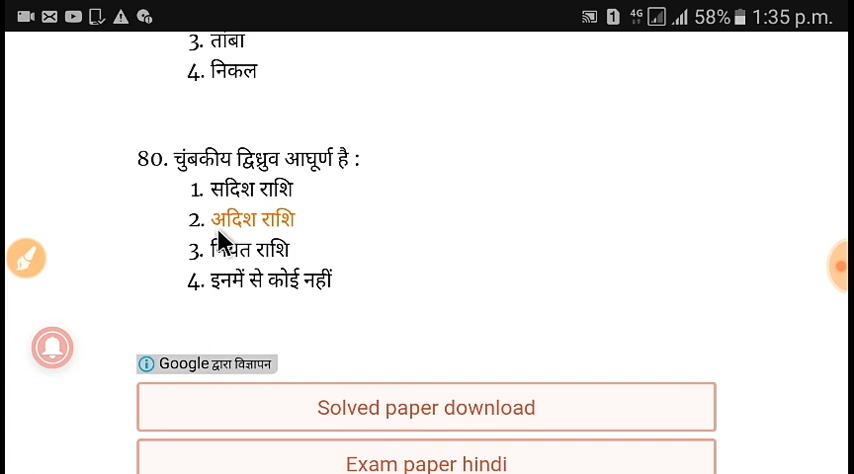 58% 1:35 p.m.
3. तांबा
4. निकल
80. चुंबकीय द्विध्रुव आघूर्ण है :
1. सदिश राशि
2. अदिश राशि
3. राशि
4. इनमें से कोई नहीं
Google द्वारा विज्ञापन
Solved paper download
Exam paper hindi